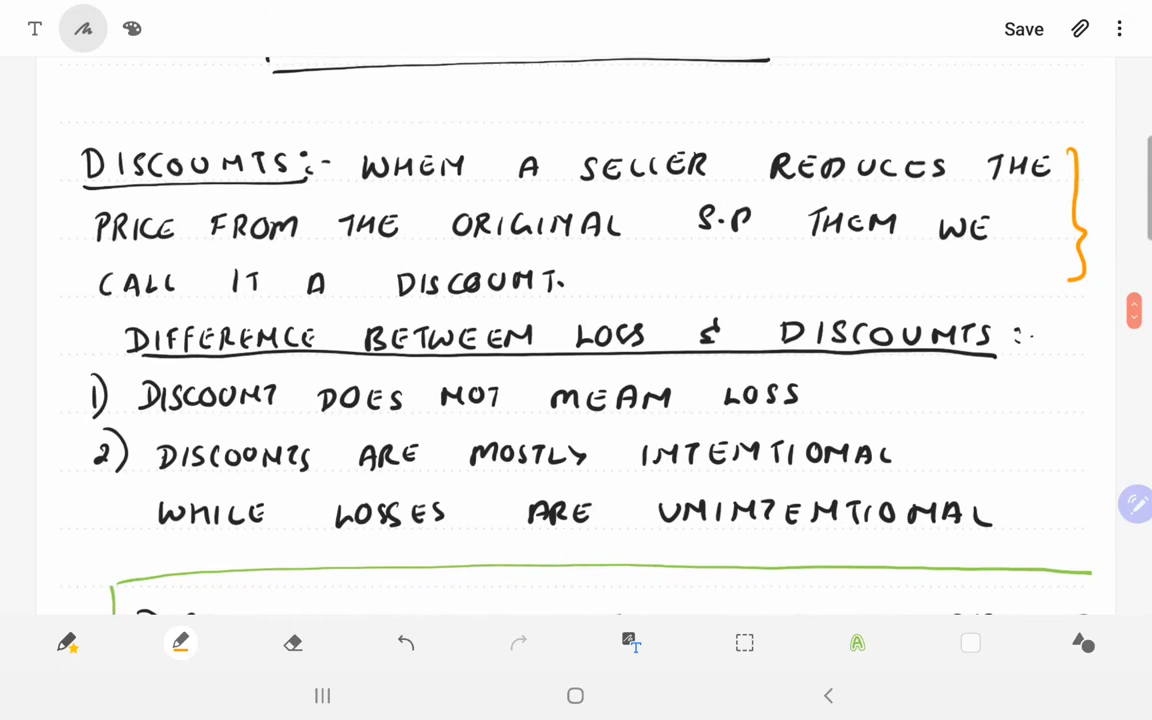 T Save
DISCOUNTS:- WHEN A SELLER REDUCES THE
PRICE FROM THE ORIGINAL S.P THEN WE
CALL IT A DISCOUNT.
DIFFERENCE BETWEEN LOSS & DISCOUNTS :-
1) DISCOUNT DOES NOT MEAN LOSS
2) DISCOUNTS ARE MOSTLY INTENTIONAL
WHILE LOSSES ARE UNINTENTIONAL